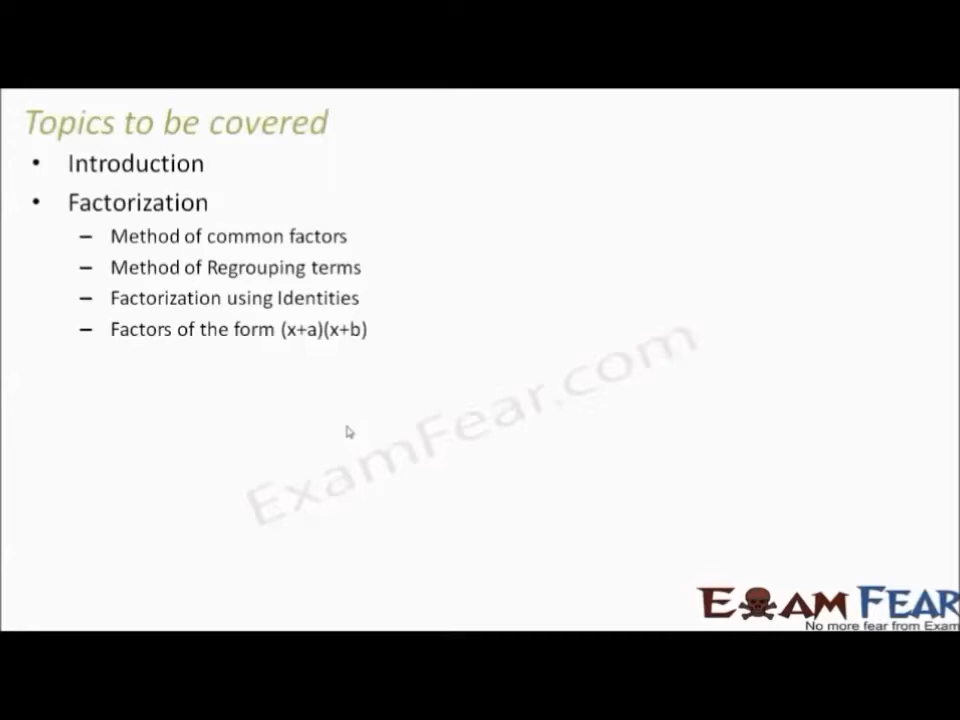 Topics to be covered
• Introduction
• Factorization
– Method of common factors
– Method of Regrouping terms
– Factorization using Identities
– Factors of the form (x+a)(x+b)
ExamFear.com
EXAM FEAR
No more fear from Exam